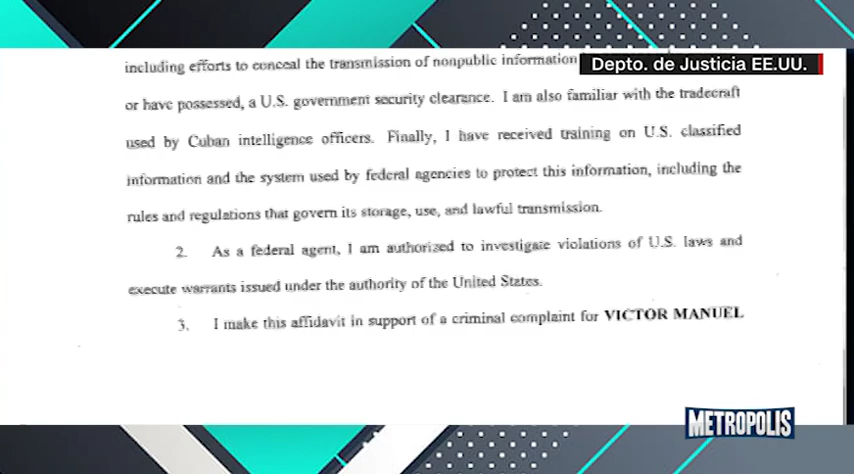 including efforts to conceal the transmission of nonpublic information
Depto. de Justicia EE.UU.
or have possessed, a U.S. government security clearance. I am also familiar with the tradecraft
used by Cuban intelligence officers. Finally, I have received training on U.S. classified
information and the system used by federal agencies to protect this information, including the
rules and regulations that govern its storage, use, and lawful transmission.
2. As a federal agent, I am authorized to investigate violations of U.S. laws and
execute warrants issued under the authority of the United States.
3. I make this affidavit in support of a criminal complaint for VICTOR MANUEL
METROPOLIS